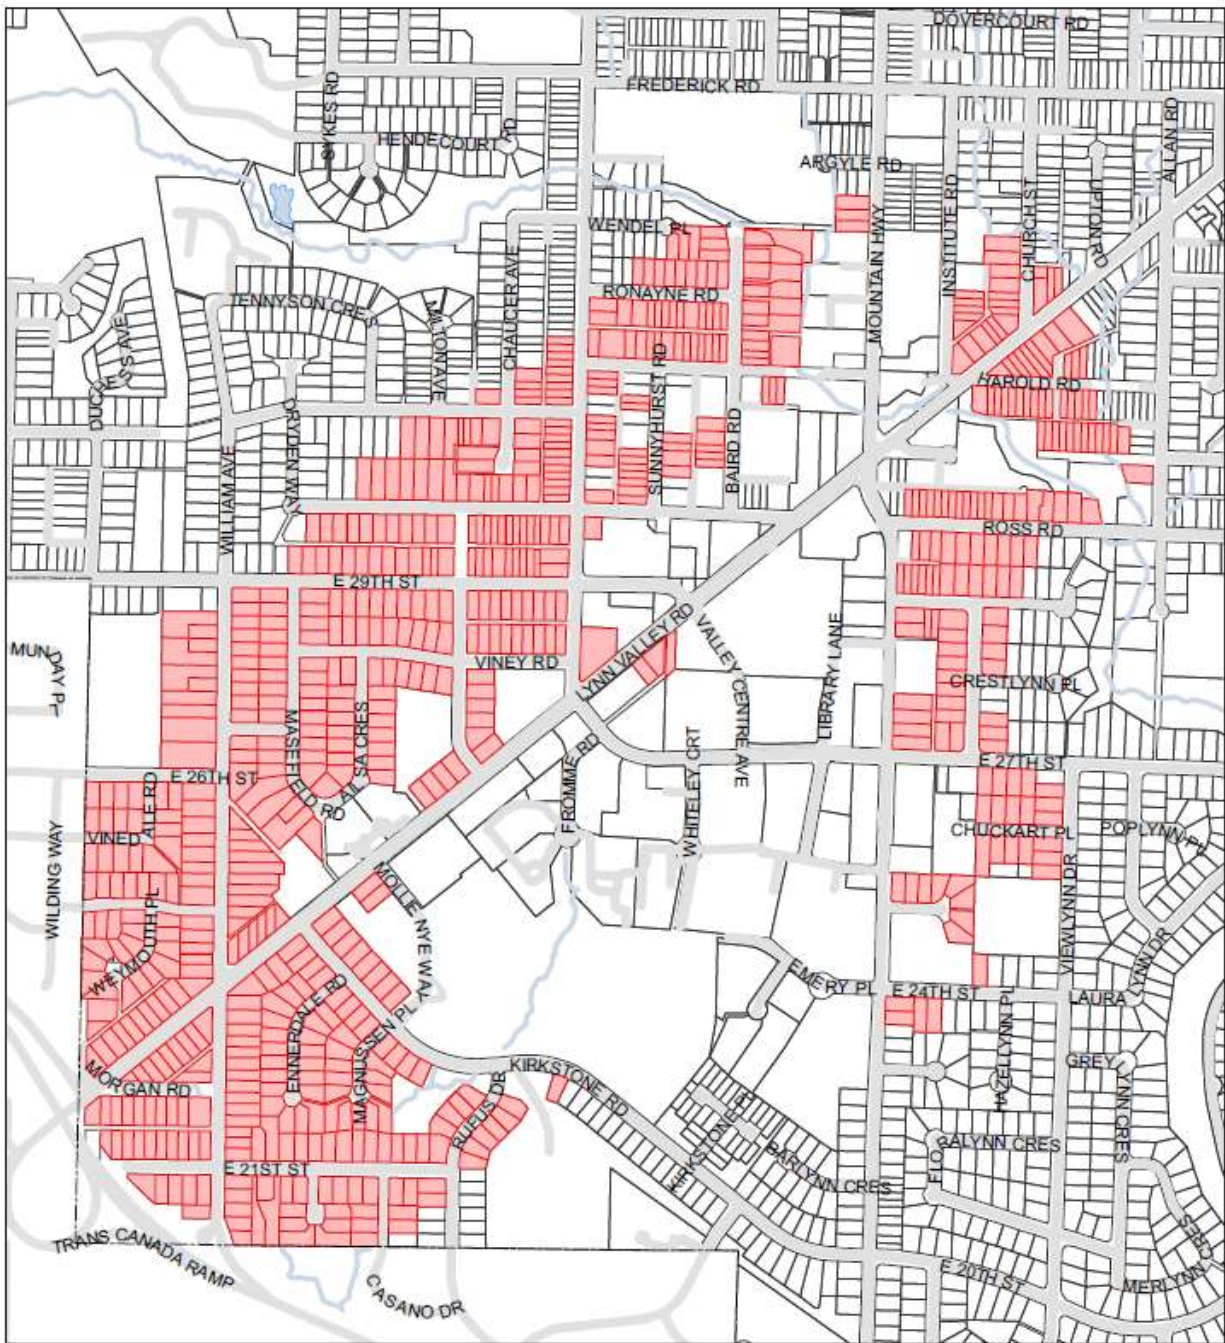 DOVERCOURT RD
FREDERICK RD
SYKES RD
HENDECOURT RD
ARGYLE RD
ALLAN RD
INSTITUTE RD
CHURCH ST
UPTON RD
MOUNTAIN HWY
WENDEL PL
CHAUCER AVE
TENNYSON CRES
MILTON AVE
RONAYNE RD
DUCHESS AVE
SUNNYHURST RD
BAIRD RD
HAROLD RD
DRYDEN WAY
WILLIAM AVE
ROSS RD
E 29TH ST
LYNN VALLEY RD
VALLEY CENTRE AVE
LIBRARY LANE
MUNDAY PL
VINEY RD
CRESTLYNN PL
MASEFIELD RD
AILSA CRES
FROMME RD
WHITELEY CRT
E 27TH ST
E 26TH ST
WILDING WAY
VINEDALE RD
CHUCKART PL
POPLYNN PL
MOLLIE NYE WAY
WEYMOUTH PL
VIEWLYNN DR
LAURA LYNN DR
EMERY PL
E 24TH ST
ENNERDALE RD
MAGNUSSEN PL
HAZELLYNN PL
GREYLYNN CRES
MORGAN RD
KIRKSTONE RD
RUFUS DR
KIRKSTONE PL
BARLYNN CRES
FLORALYNN CRES
E 21ST ST
MERLYNN CRES
E 20TH ST
TRANS CANADA RAMP
CASANO DR